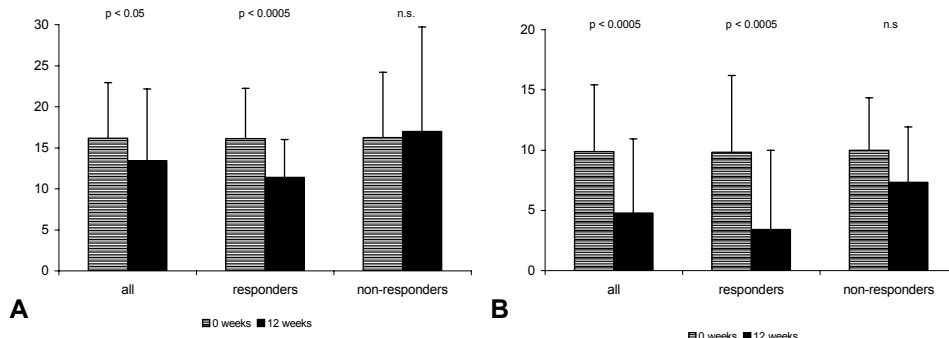 p < 0.05 p < 0.0005 n.s.
30
25
20
15
10
5
0
all responders non-responders
A
0 weeks 12 weeks
p < 0.0005 p < 0.0005 n.s
20
15
10
5
0
all responders non-responders
B
0 weeks 12 weeks